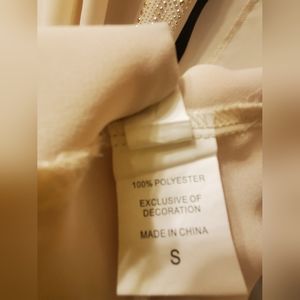 100% POLYESTER
EXCLUSIVE OF
DECORATION
MADE IN CHINA
S